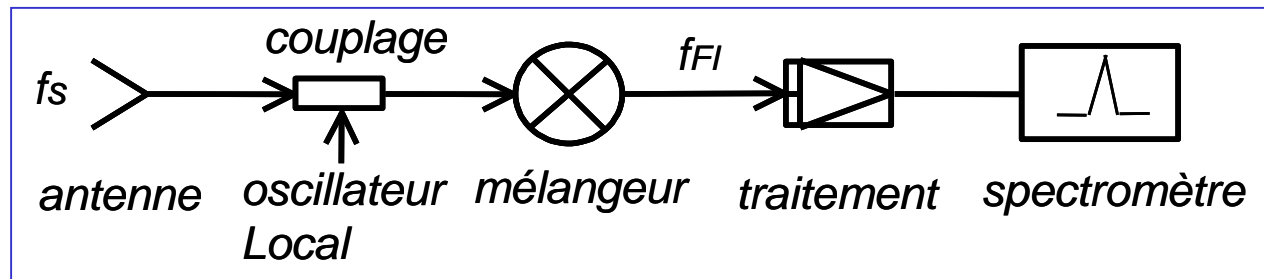 couplage
fs
fFI
antenne
oscillateur
Local
mélangeur
traitement
spectromètre